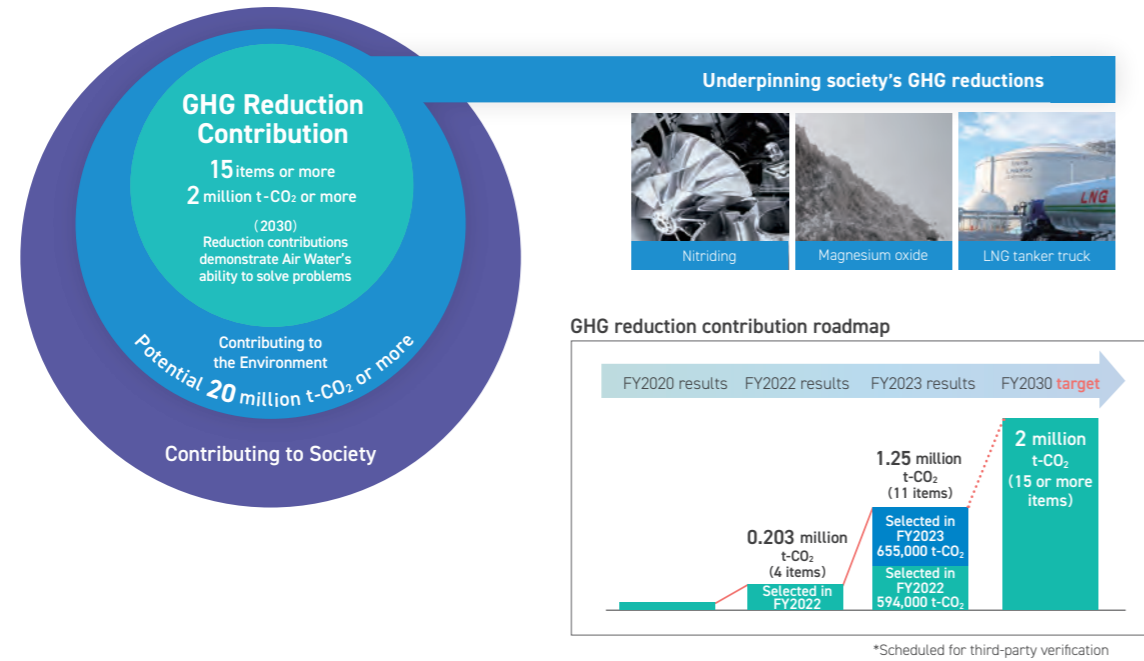 GHG Reduction
Contribution
15 items or more
2 million t-CO₂ or more
(2030)
Reduction contributions
demonstrate Air Water's
ability to solve problems
Contributing to
the Environment
Potential 20 million t-CO₂ or more
Contributing to Society
Underpinning society's GHG reductions
LNG
Nitriding
Magnesium oxide
LNG tanker truck
GHG reduction contribution roadmap
FY2020 results
FY2022 results
FY2023 results
FY2030 target
0.203 million
t-CO₂
(4 items)
Selected in
FY2022
1.25 million
t-CO₂
(11 items)
Selected in
FY2023
655,000 t-CO₂
Selected in
FY2022
594,000 t-CO₂
2 million
t-CO₂
(15 or more
items)
*Scheduled for third-party verification